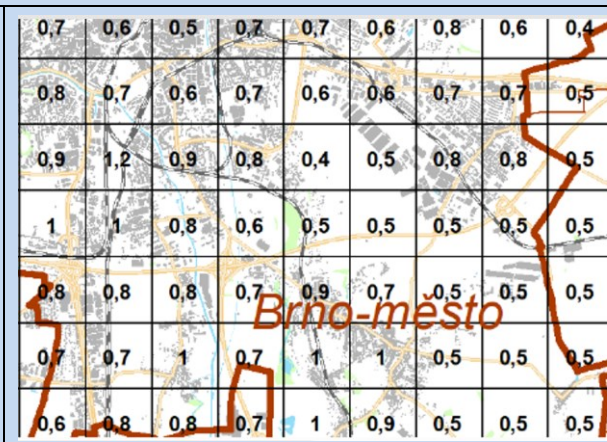 0,7 0,6 0,5 0,7 0,7 0,6 0,8 0,6 0,4
0,8 0,7 0,6 0,7 0,6 0,6 0,7 0,7 0,5
0,9 1,2 0,9 0,8 0,4 0,5 0,8 0,8 0,5
1 1 0,8 0,6 0,5 0,5 0,5 0,5 0,5
0,8 0,8 0,8 0,7 0,9 0,7 0,5 0,5 0,5
Brno-město
0,7 0,7 1 0,7 1 1 0,5 0,5 0,5
0,6 0,8 0,8 0,7 1 0,9 0,5 0,5 0,5